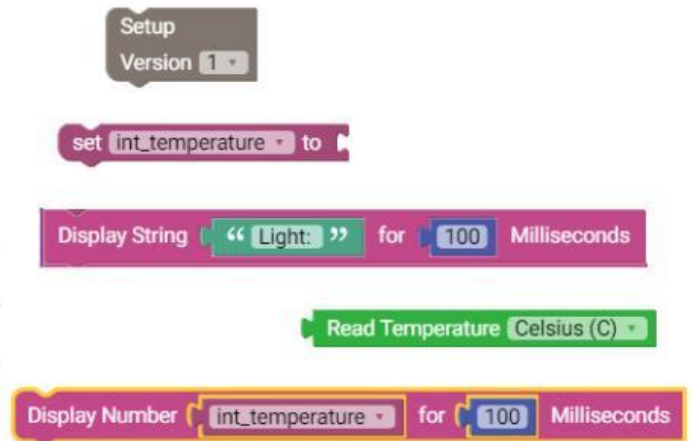 Setup
Version 1
set int_temperature to
Display String “ Light: ” for 100 Milliseconds
Read Temperature Celsius (C)
Display Number int_temperature for 100 Milliseconds